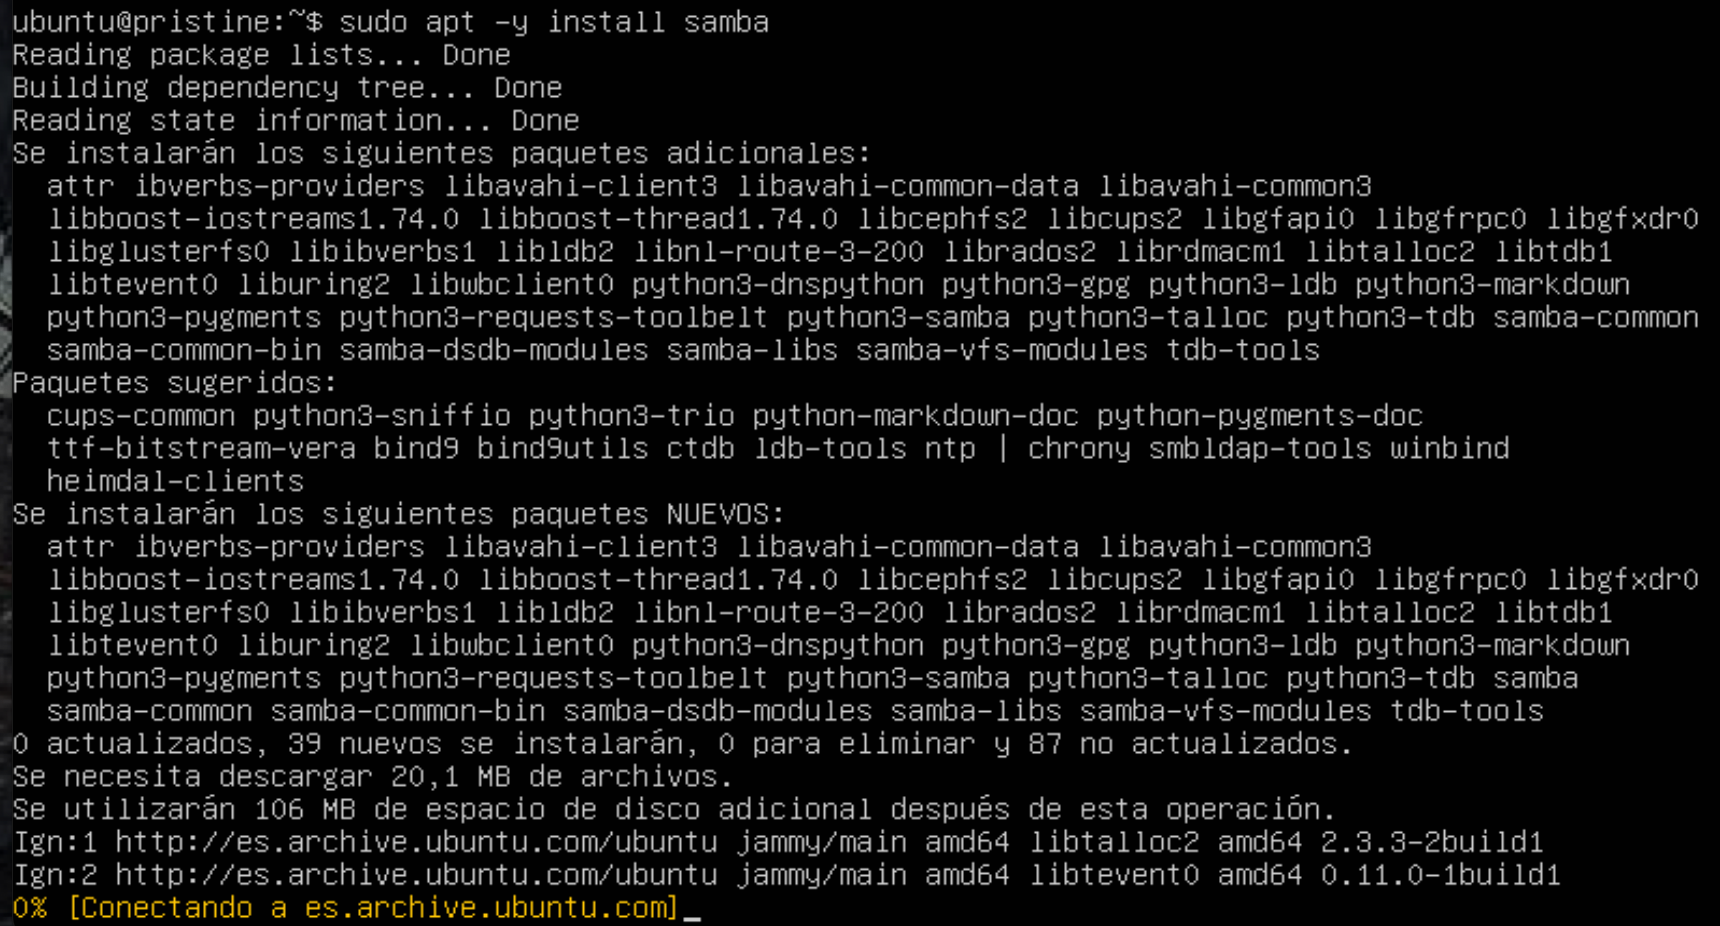 ubuntu@pristine:~$ sudo apt -y install samba
Reading package lists... Done
Building dependency tree... Done
Reading state information... Done
Se instalarán los siguientes paquetes adicionales:
  attr ibverbs-providers libavahi-client3 libavahi-common-data libavahi-common3
  libboost-iostreams1.74.0 libboost-thread1.74.0 libcephfs2 libcups2 libgfapi0 libgfrpc0 libgfxdr0
  libglusterfs0 libibverbs1 libldb2 libnl-route-3-200 librados2 librdmacm1 libtalloc2 libtdb1
  libtevent0 liburing2 libwbclient0 python3-dnspython python3-gpg python3-ldb python3-markdown
  python3-pygments python3-requests-toolbelt python3-samba python3-talloc python3-tdb samba-common
  samba-common-bin samba-dsdb-modules samba-libs samba-vfs-modules tdb-tools
Paquetes sugeridos:
  cups-common python3-sniffio python3-trio python-markdown-doc python-pygments-doc
  ttf-bitstream-vera bind9 bind9utils ctdb ldb-tools ntp | chrony smbldap-tools winbind
  heimdal-clients
Se instalarán los siguientes paquetes NUEVOS:
  attr ibverbs-providers libavahi-client3 libavahi-common-data libavahi-common3
  libboost-iostreams1.74.0 libboost-thread1.74.0 libcephfs2 libcups2 libgfapi0 libgfrpc0 libgfxdr0
  libglusterfs0 libibverbs1 libldb2 libnl-route-3-200 librados2 librdmacm1 libtalloc2 libtdb1
  libtevent0 liburing2 libwbclient0 python3-dnspython python3-gpg python3-ldb python3-markdown
  python3-pygments python3-requests-toolbelt python3-samba python3-talloc python3-tdb samba
  samba-common samba-common-bin samba-dsdb-modules samba-libs samba-vfs-modules tdb-tools
0 actualizados, 39 nuevos se instalarán, 0 para eliminar y 87 no actualizados.
Se necesita descargar 20,1 MB de archivos.
Se utilizarán 106 MB de espacio de disco adicional después de esta operación.
Ign:1 http://es.archive.ubuntu.com/ubuntu jammy/main amd64 libtalloc2 amd64 2.3.3-2build1
Ign:2 http://es.archive.ubuntu.com/ubuntu jammy/main amd64 libtevent0 amd64 0.11.0-1build1
0% [Conectando a es.archive.ubuntu.com]_